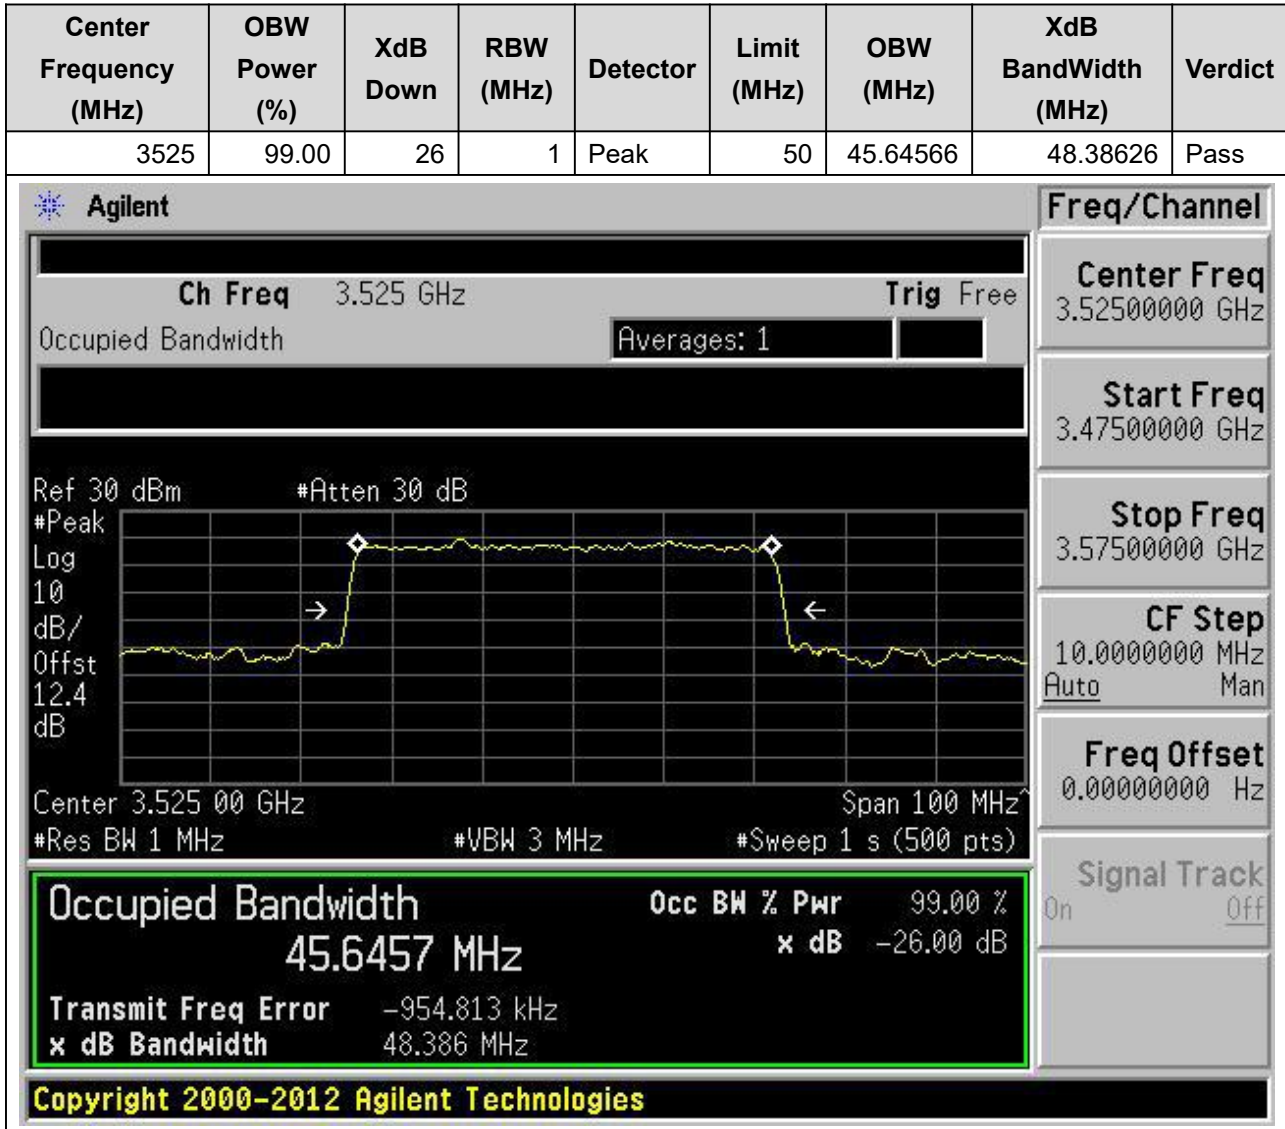 Center Frequency (MHz) OBW Power (%) XdB Down RBW (MHz) Detector Limit (MHz) OBW (MHz) XdB BandWidth (MHz) Verdict
3525 99.00 26 1 Peak 50 45.64566 48.38626 Pass
Agilent
Freq/Channel
Ch Freq 3.525 GHz Trig Free
Occupied Bandwidth Averages: 1
Center Freq
3.52500000 GHz
Start Freq
3.47500000 GHz
Stop Freq
3.57500000 GHz
CF Step
10.0000000 MHz
Auto Man
Freq Offset
0.00000000 Hz
Signal Track
On Off
Ref 30 dBm #Atten 30 dB
#Peak
Log
10
dB/
Offst
12.4
dB
Center 3.525 00 GHz Span 100 MHz^
#Res BW 1 MHz #VBW 3 MHz #Sweep 1 s (500 pts)
Occupied Bandwidth Occ BW % Pwr 99.00 %
45.6457 MHz x dB -26.00 dB
Transmit Freq Error -954.813 kHz
x dB Bandwidth 48.386 MHz
Copyright 2000-2012 Agilent Technologies